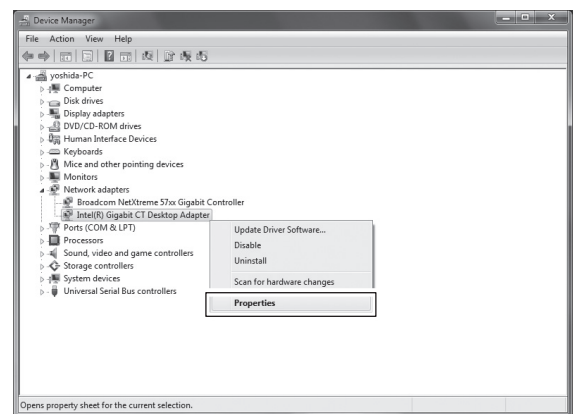 Device Manager
File Action View Help
yoshida-PC
Computer
Disk drives
Display adapters
DVD/CD-ROM drives
Human Interface Devices
Keyboards
Mice and other pointing devices
Monitors
Network adapters
Broadcom NetXtreme 57xx Gigabit Controller
Intel(R) Gigabit CT Desktop Adapter
Ports (COM & LPT)
Processors
Sound, video and game controllers
Storage controllers
System devices
Universal Serial Bus controllers
Update Driver Software...
Disable
Uninstall
Scan for hardware changes
Properties
Opens property sheet for the current selection.